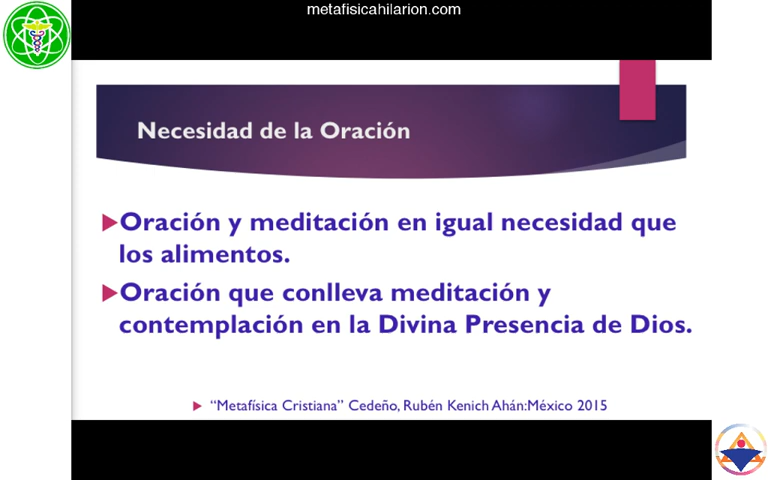 metafisicahilarion.com
Necesidad de la Oración
Oración y meditación en igual necesidad que
los alimentos.
Oración que conlleva meditación y
contemplación en la Divina Presencia de Dios.
“Metafísica Cristiana” Cedeño, Rubén Kenich Ahán:México 2015